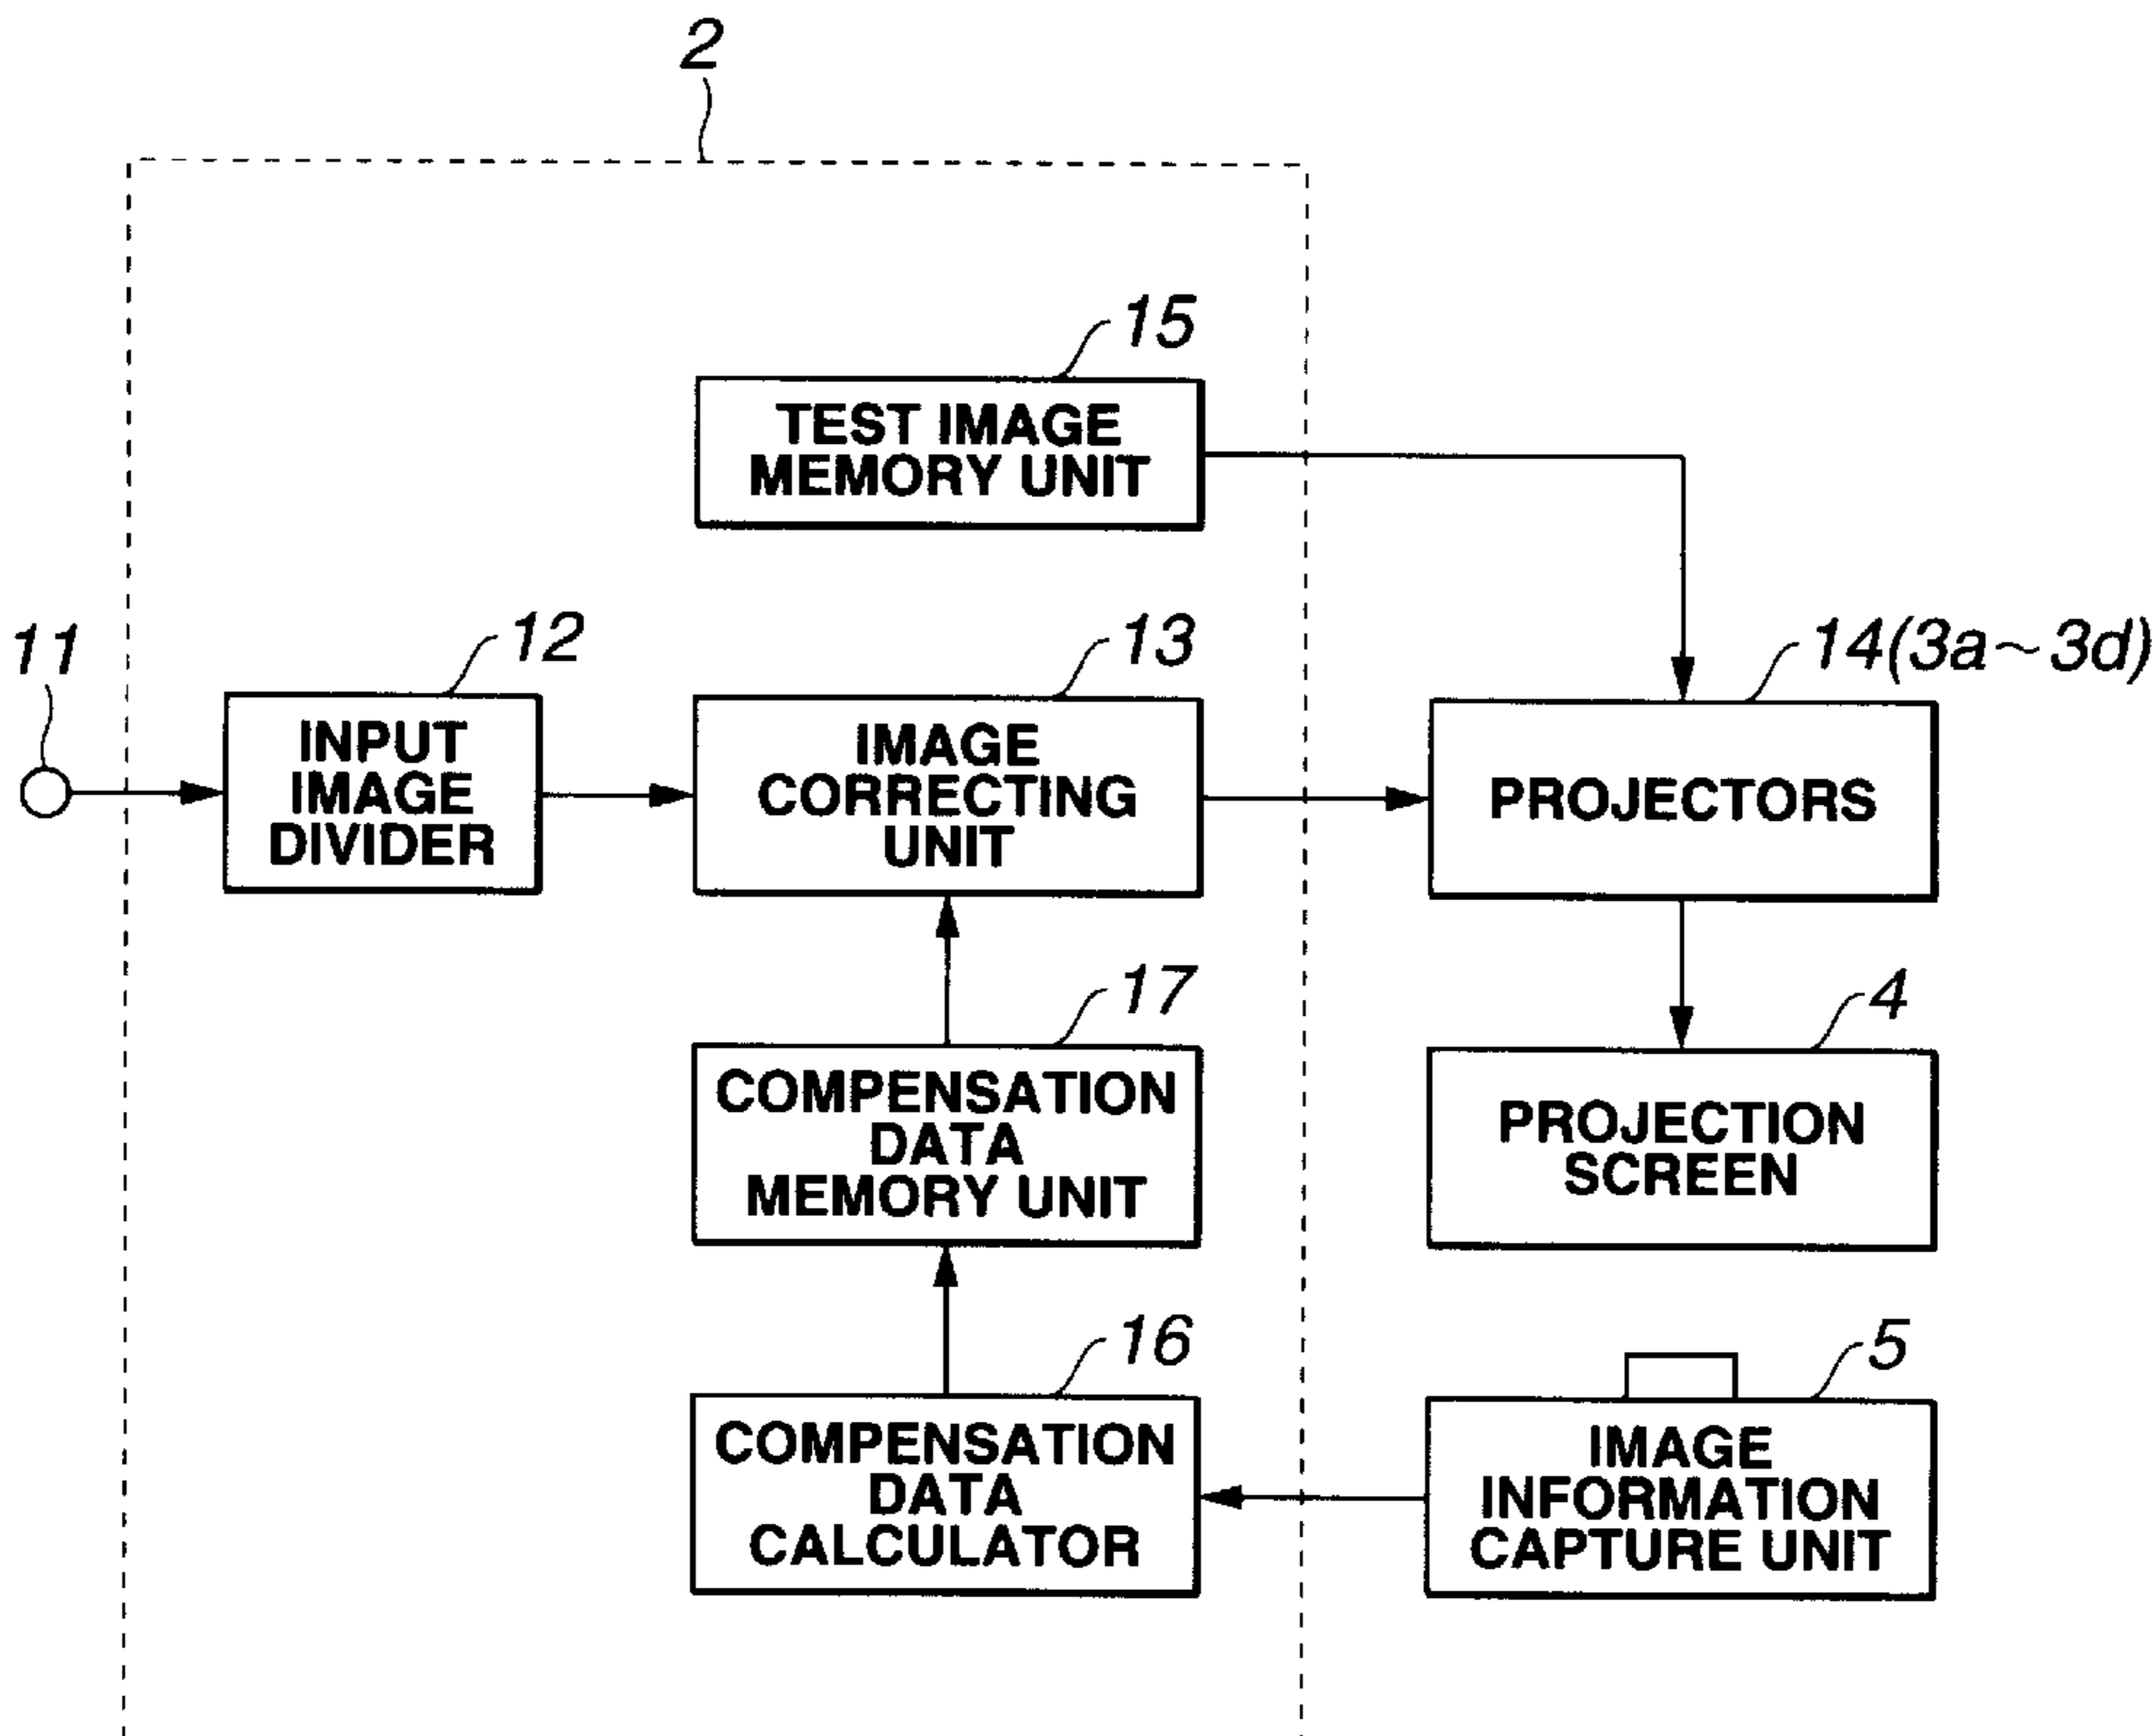 2
15
TEST IMAGE
MEMORY UNIT
11
12
INPUT
IMAGE
DIVIDER
13
IMAGE
CORRECTING
UNIT
14(3a~3d)
PROJECTORS
17
COMPENSATION
DATA
MEMORY UNIT
4
PROJECTION
SCREEN
16
COMPENSATION
DATA
CALCULATOR
5
IMAGE
INFORMATION
CAPTURE UNIT